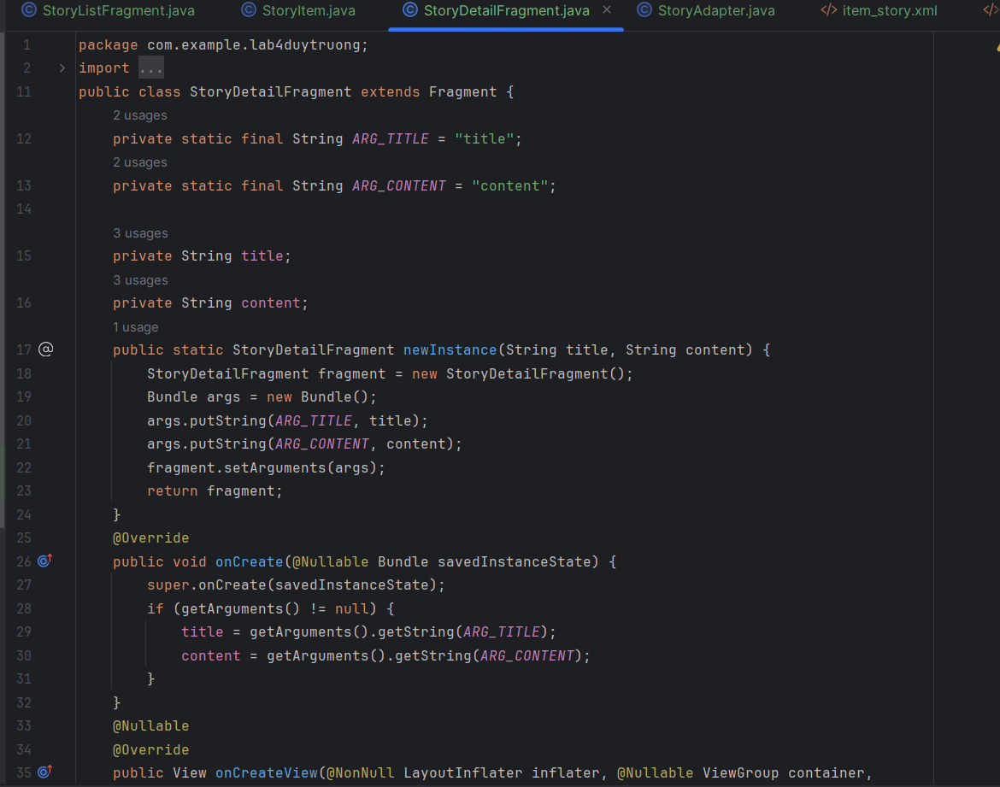 StoryListFragment.java StoryItem.java StoryDetailFragment.java StoryAdapter.java item_story.xml
1 package com.example.lab4duytruong;
2 import ...
11 public class StoryDetailFragment extends Fragment {
2 usages
12 private static final String ARG_TITLE = "title";
2 usages
13 private static final String ARG_CONTENT = "content";
14
3 usages
15 private String title;
3 usages
16 private String content;
1 usage
17 @ public static StoryDetailFragment newInstance(String title, String content) {
18 StoryDetailFragment fragment = new StoryDetailFragment();
19 Bundle args = new Bundle();
20 args.putString(ARG_TITLE, title);
21 args.putString(ARG_CONTENT, content);
22 fragment.setArguments(args);
23 return fragment;
24 }
25 @Override
26 public void onCreate(@Nullable Bundle savedInstanceState) {
27 super.onCreate(savedInstanceState);
28 if (getArguments() != null) {
29 title = getArguments().getString(ARG_TITLE);
30 content = getArguments().getString(ARG_CONTENT);
31 }
32 }
33 @Nullable
34 @Override
35 public View onCreateView(@NonNull LayoutInflater inflater, @Nullable ViewGroup container,